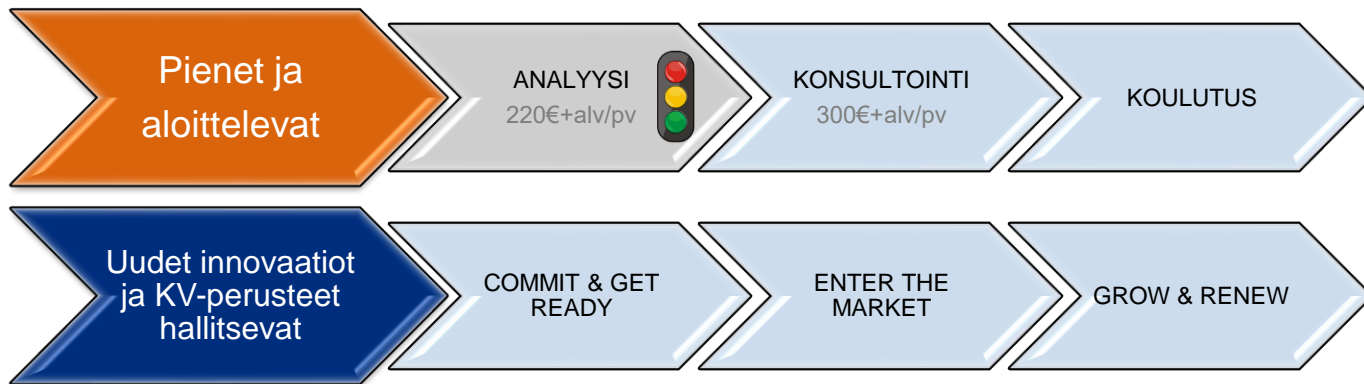 Pienet ja
aloittelevat
ANALYYSI
220€+alv/pv
KONSULTOINTI
300€+alv/pv
KOULUTUS
Uudet innovaatiot
ja KV-perusteet
hallitsevat
COMMIT & GET
READY
ENTER THE
MARKET
GROW & RENEW